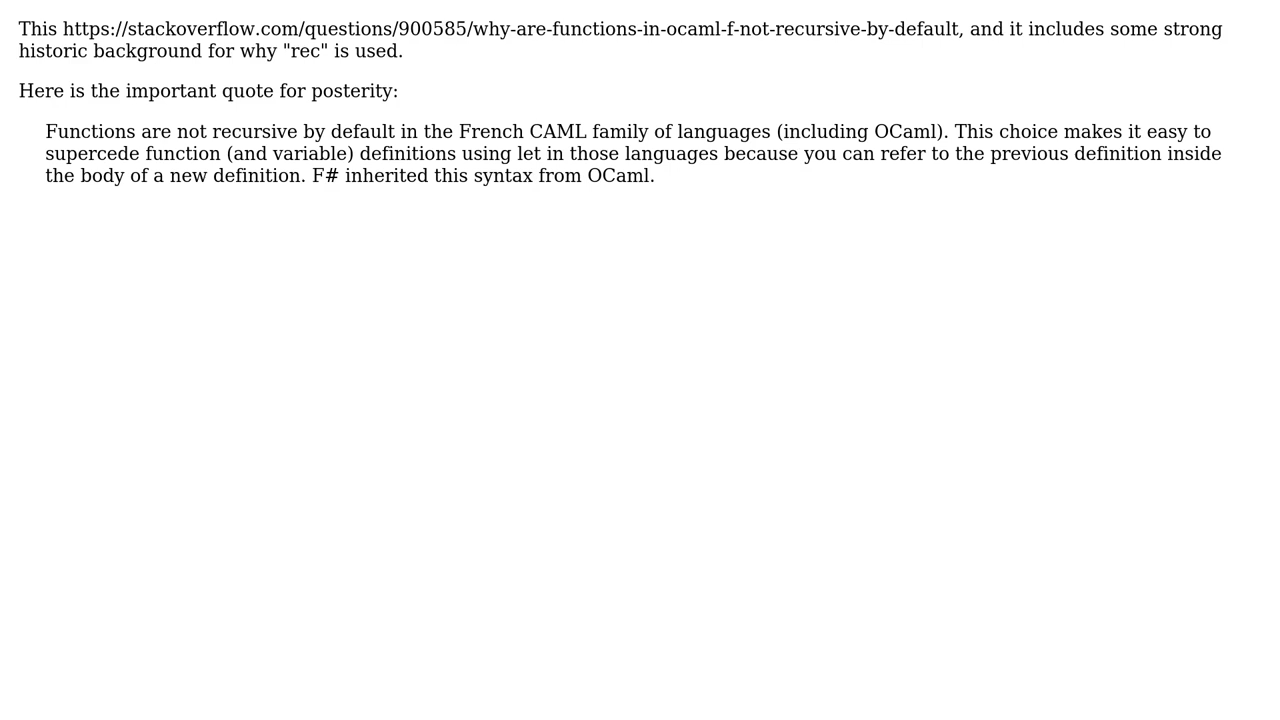 This https://stackoverflow.com/questions/900585/why-are-functions-in-ocaml-f-not-recursive-by-default, and it includes some strong
historic background for why "rec" is used.
Here is the important quote for posterity:
Functions are not recursive by default in the French CAML family of languages (including OCaml). This choice makes it easy to
supercede function (and variable) definitions using let in those languages because you can refer to the previous definition inside
the body of a new definition. F# inherited this syntax from OCaml.